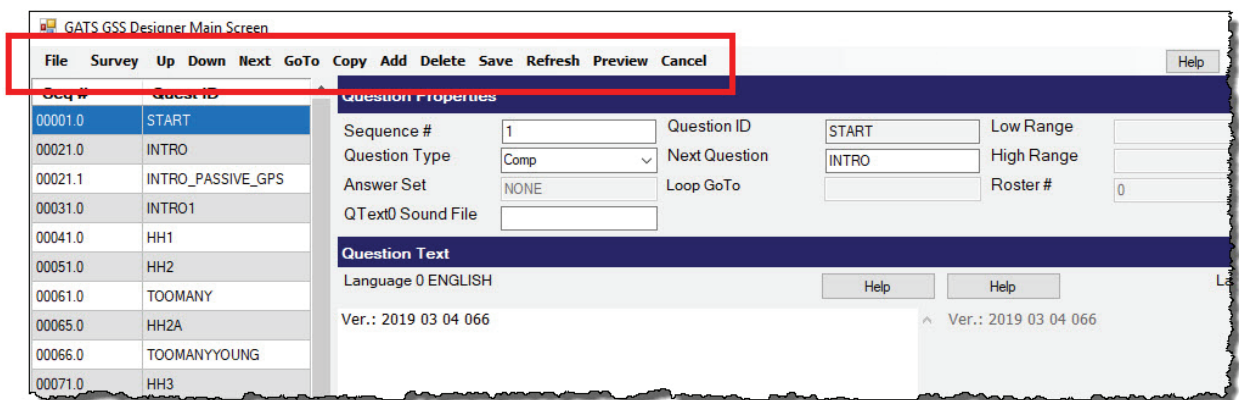 GATS GSS Designer Main Screen
File Survey Up Down Next GoTo Copy Add Delete Save Refresh Preview Cancel Help
Seq # Quest ID
00001.0 START
00021.0 INTRO
00021.1 INTRO_PASSIVE_GPS
00031.0 INTRO1
00041.0 HH1
00051.0 HH2
00061.0 TOOMANY
00065.0 HH2A
00066.0 TOOMANYYOUNG
00071.0 HH3
Question Properties
Sequence # 1 Question ID START Low Range
Question Type Comp Next Question INTRO High Range
Answer Set NONE Loop GoTo Roster # 0
QText0 Sound File
Question Text
Language 0 ENGLISH Help Help La
Ver.: 2019 03 04 066 Ver.: 2019 03 04 066